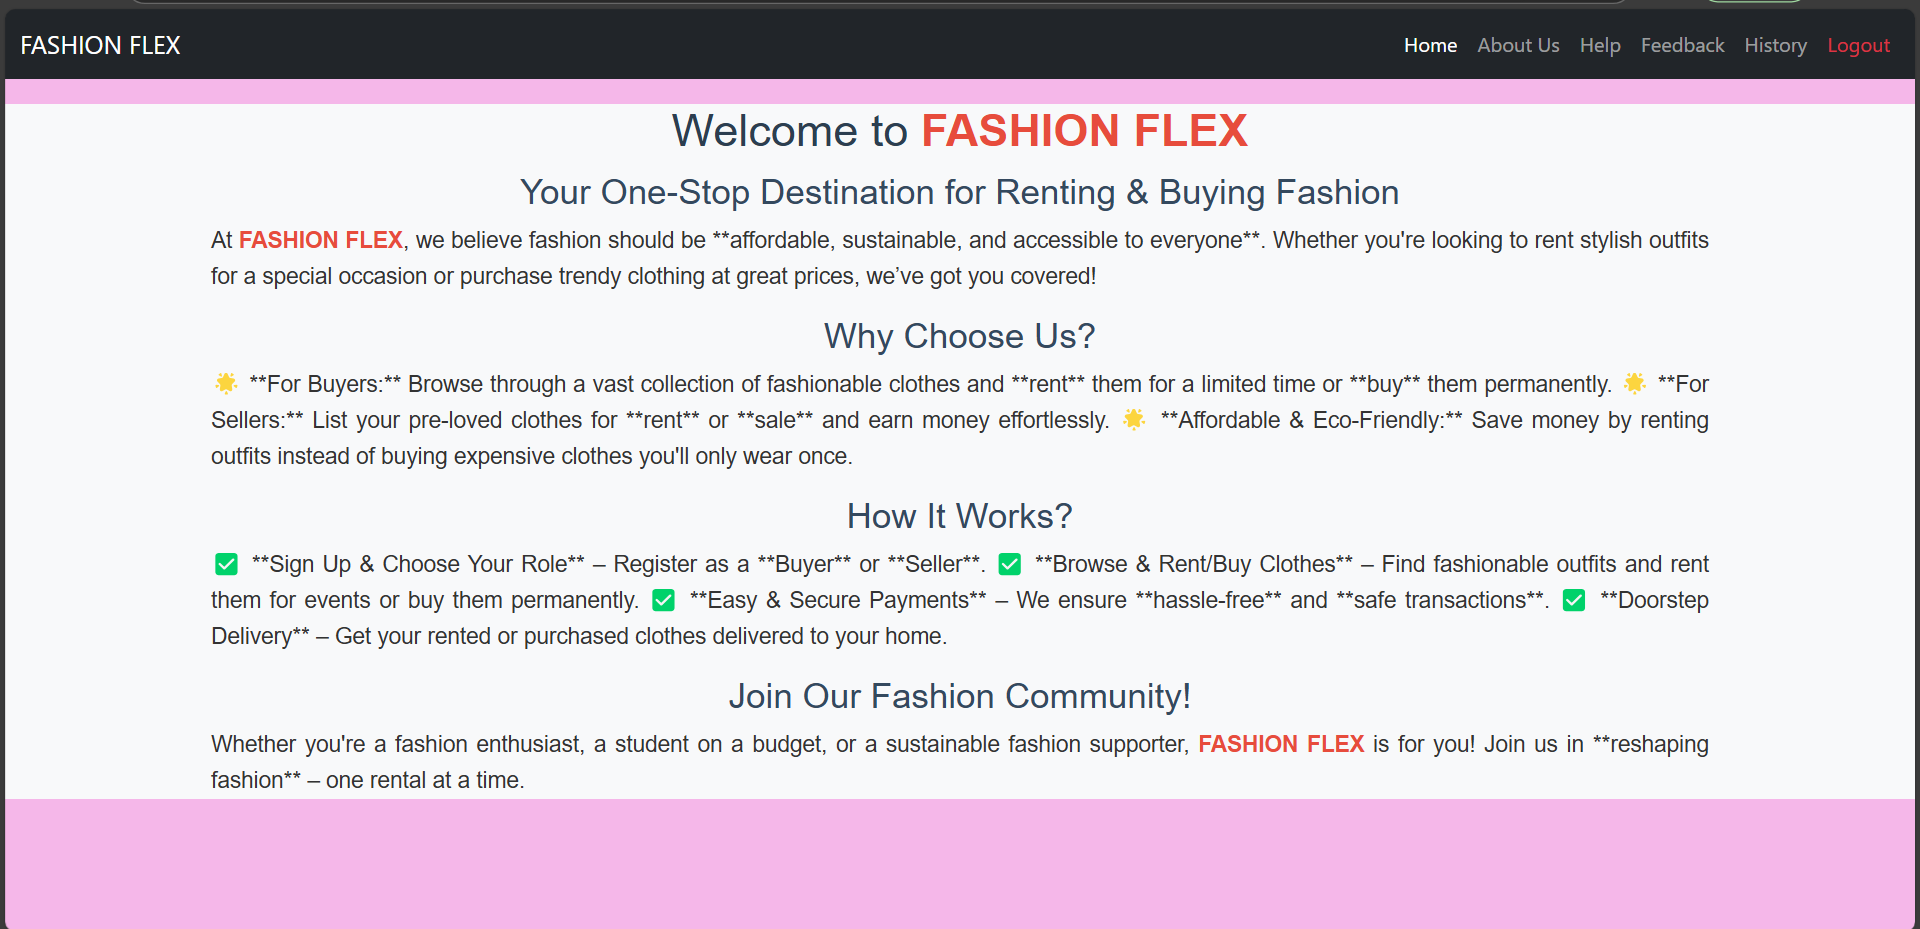 FASHION FLEX
Home About Us Help Feedback History Logout
Welcome to FASHION FLEX
Your One-Stop Destination for Renting & Buying Fashion
At FASHION FLEX, we believe fashion should be **affordable, sustainable, and accessible to everyone**. Whether you're looking to rent stylish outfits
for a special occasion or purchase trendy clothing at great prices, we’ve got you covered!
Why Choose Us?
🌟 **For Buyers:** Browse through a vast collection of fashionable clothes and **rent** them for a limited time or **buy** them permanently. 🌟 **For
Sellers:** List your pre-loved clothes for **rent** or **sale** and earn money effortlessly. 🌟 **Affordable & Eco-Friendly:** Save money by renting
outfits instead of buying expensive clothes you'll only wear once.
How It Works?
✅ **Sign Up & Choose Your Role** – Register as a **Buyer** or **Seller**. ✅ **Browse & Rent/Buy Clothes** – Find fashionable outfits and rent
them for events or buy them permanently. ✅ **Easy & Secure Payments** – We ensure **hassle-free** and **safe transactions**. ✅ **Doorstep
Delivery** – Get your rented or purchased clothes delivered to your home.
Join Our Fashion Community!
Whether you're a fashion enthusiast, a student on a budget, or a sustainable fashion supporter, FASHION FLEX is for you! Join us in **reshaping
fashion** – one rental at a time.